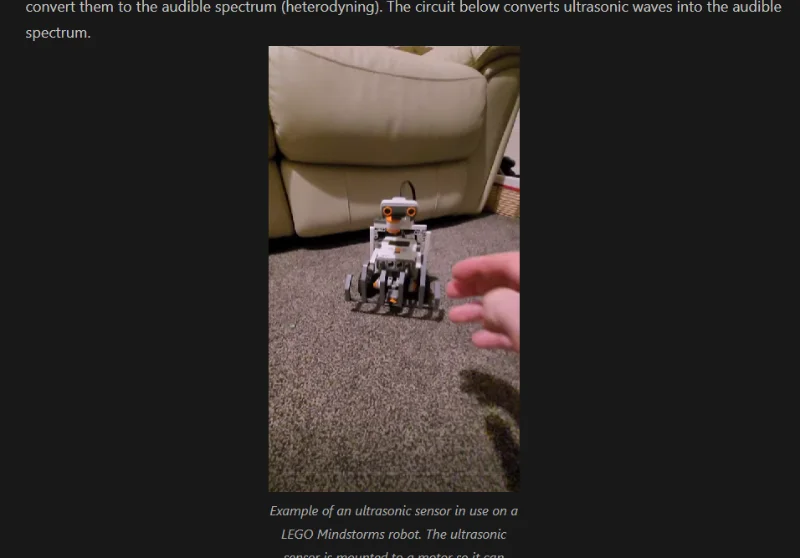 convert them to the audible spectrum (heterodyning). The circuit below converts ultrasonic waves into the audible
spectrum.
Example of an ultrasonic sensor in use on a
LEGO Mindstorms robot. The ultrasonic
sensor is mounted to a motor so it can